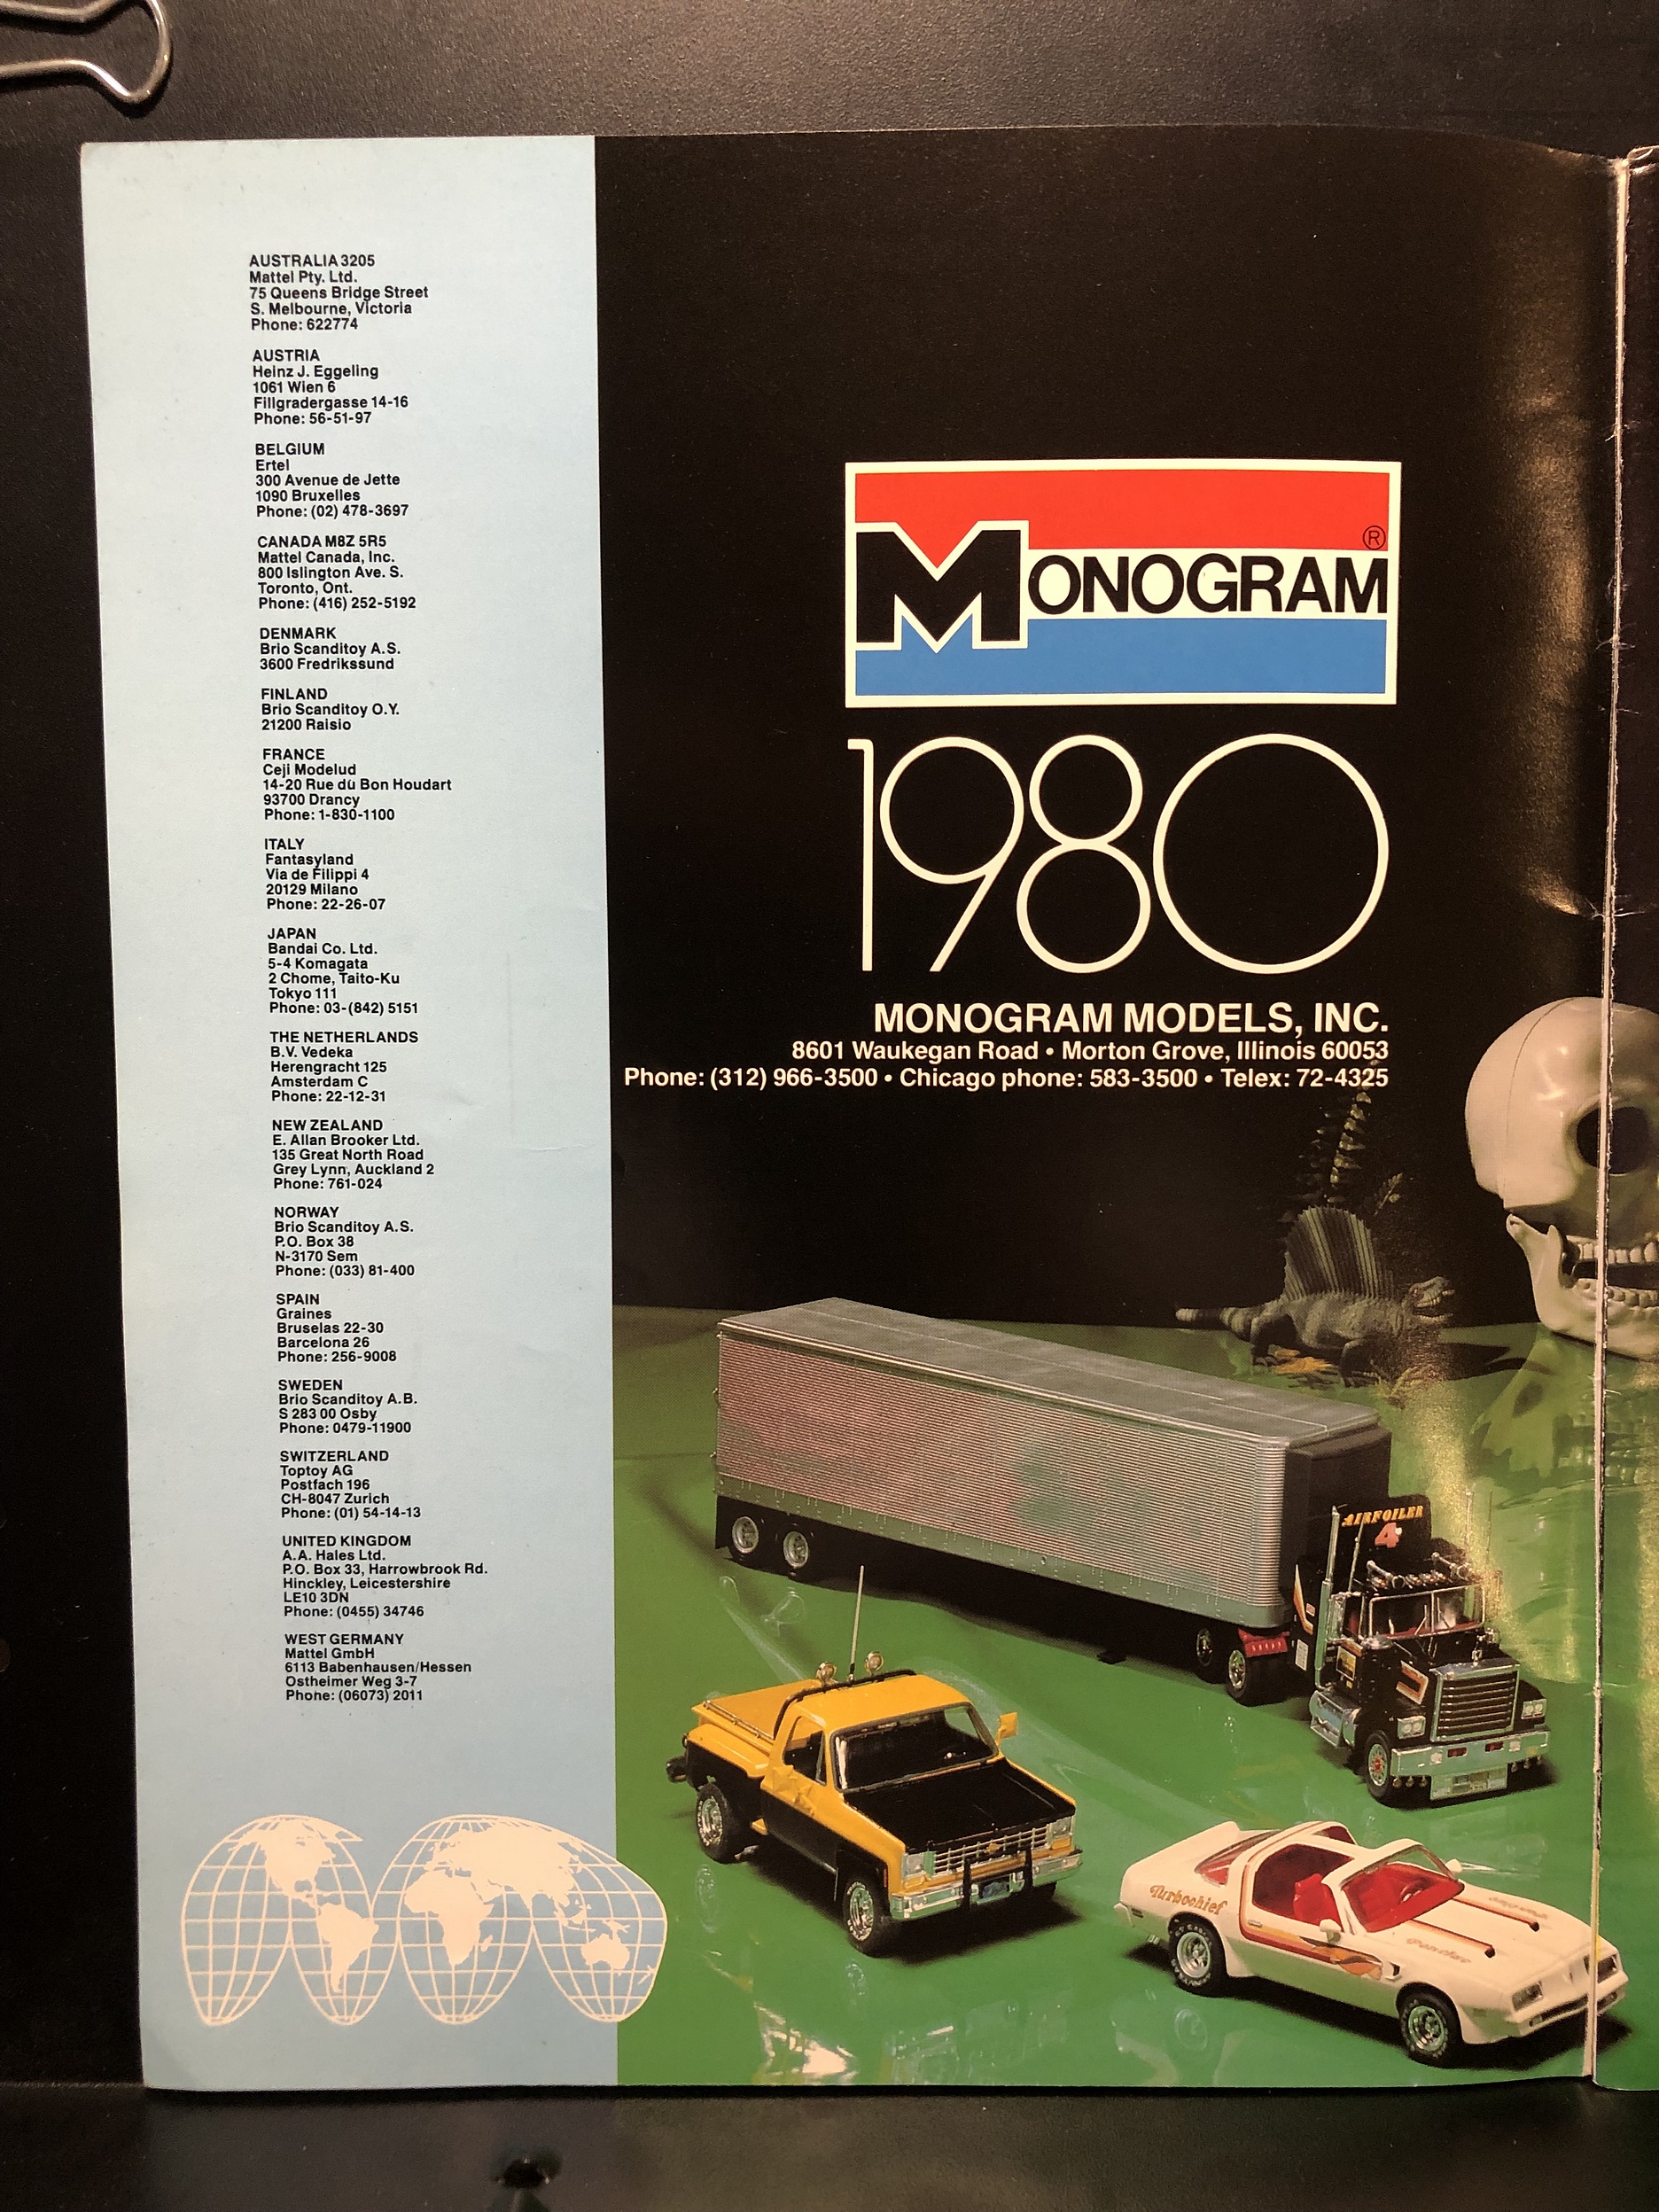 AUSTRALIA 3205
Mattel Pty. Ltd.
75 Queens Bridge Street
S. Melbourne, Victoria
Phone: 622774
AUSTRIA
Heinz J. Eggeling
1061 Wien 6
Fillgradergasse 14-16
Phone: 56-51-97
BELGIUM
Ertel
300 Avenue de Jette
1090 Bruxelles
Phone: (02) 478-3697
CANADA M8Z 5R5
Mattel Canada, Inc.
800 Islington Ave. S.
Toronto, Ont.
Phone: (416) 252-5192
DENMARK
Brio Scanditoy A.S.
3600 Fredrikssund
FINLAND
Brio Scanditoy O.Y.
21200 Raisio
FRANCE
Ceji Modelud
14-20 Rue dù Bon Houdart
93700 Drancy
Phone: 1-830-1100
ITALY
Fantasyland
Via de Filippi 4
20129 Milano
Phone: 22-26-07
JAPAN
Bandai Co. Ltd.
5-4 Komagata
2 Chome, Taito-Ku
Tokyo 111
Phone: 03-(842) 5151
THE NETHERLANDS
B.V. Vedeka
Herengracht 125
Amsterdam C
Phone: 22-12-31
NEW ZEALAND
E. Allan Brooker Ltd.
135 Great North Road
Grey Lynn, Auckland 2
Phone: 761-024
NORWAY
Brio Scanditoy A.S.
P.O. Box 38
N-3170 Sem
Phone: (033) 81-400
SPAIN
Graines
Bruselas 22-30
Barcelona 26
Phone: 256-9008
SWEDEN
Brio Scanditoy A.B.
S 283 00 Osby
Phone: 0479-11900
SWITZERLAND
Toptoy AG
Postfach 196
CH-8047 Zurich
Phone: (01) 54-14-13
UNITED KINGDOM
A.A. Hales Ltd.
P.O. Box 33, Harrowbrook Rd.
Hinckley, Leicestershire
LE10 3DN
Phone: (0455) 34746
WEST GERMANY
Mattel GmbH
6113 Babenhausen/Hessen
Ostheimer Weg 3-7
Phone: (06073) 2011
MONOGRAM®
1980
MONOGRAM MODELS, INC.
8601 Waukegan Road • Morton Grove, Illinois 60053
Phone: (312) 966-3500 • Chicago phone: 583-3500 • Telex: 72-4325
AIRFOILER
4
Turbochief